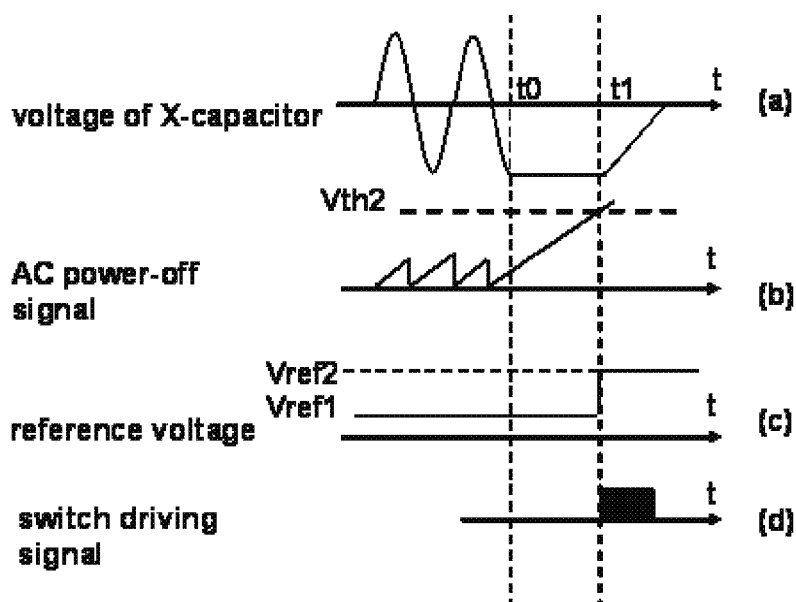 t0
t1
t
(a)
voltage of X-capacitor
Vth2
AC power-off
signal
t
(b)
Vref2
Vref1
t
reference voltage
(c)
t
switch driving
signal
(d)